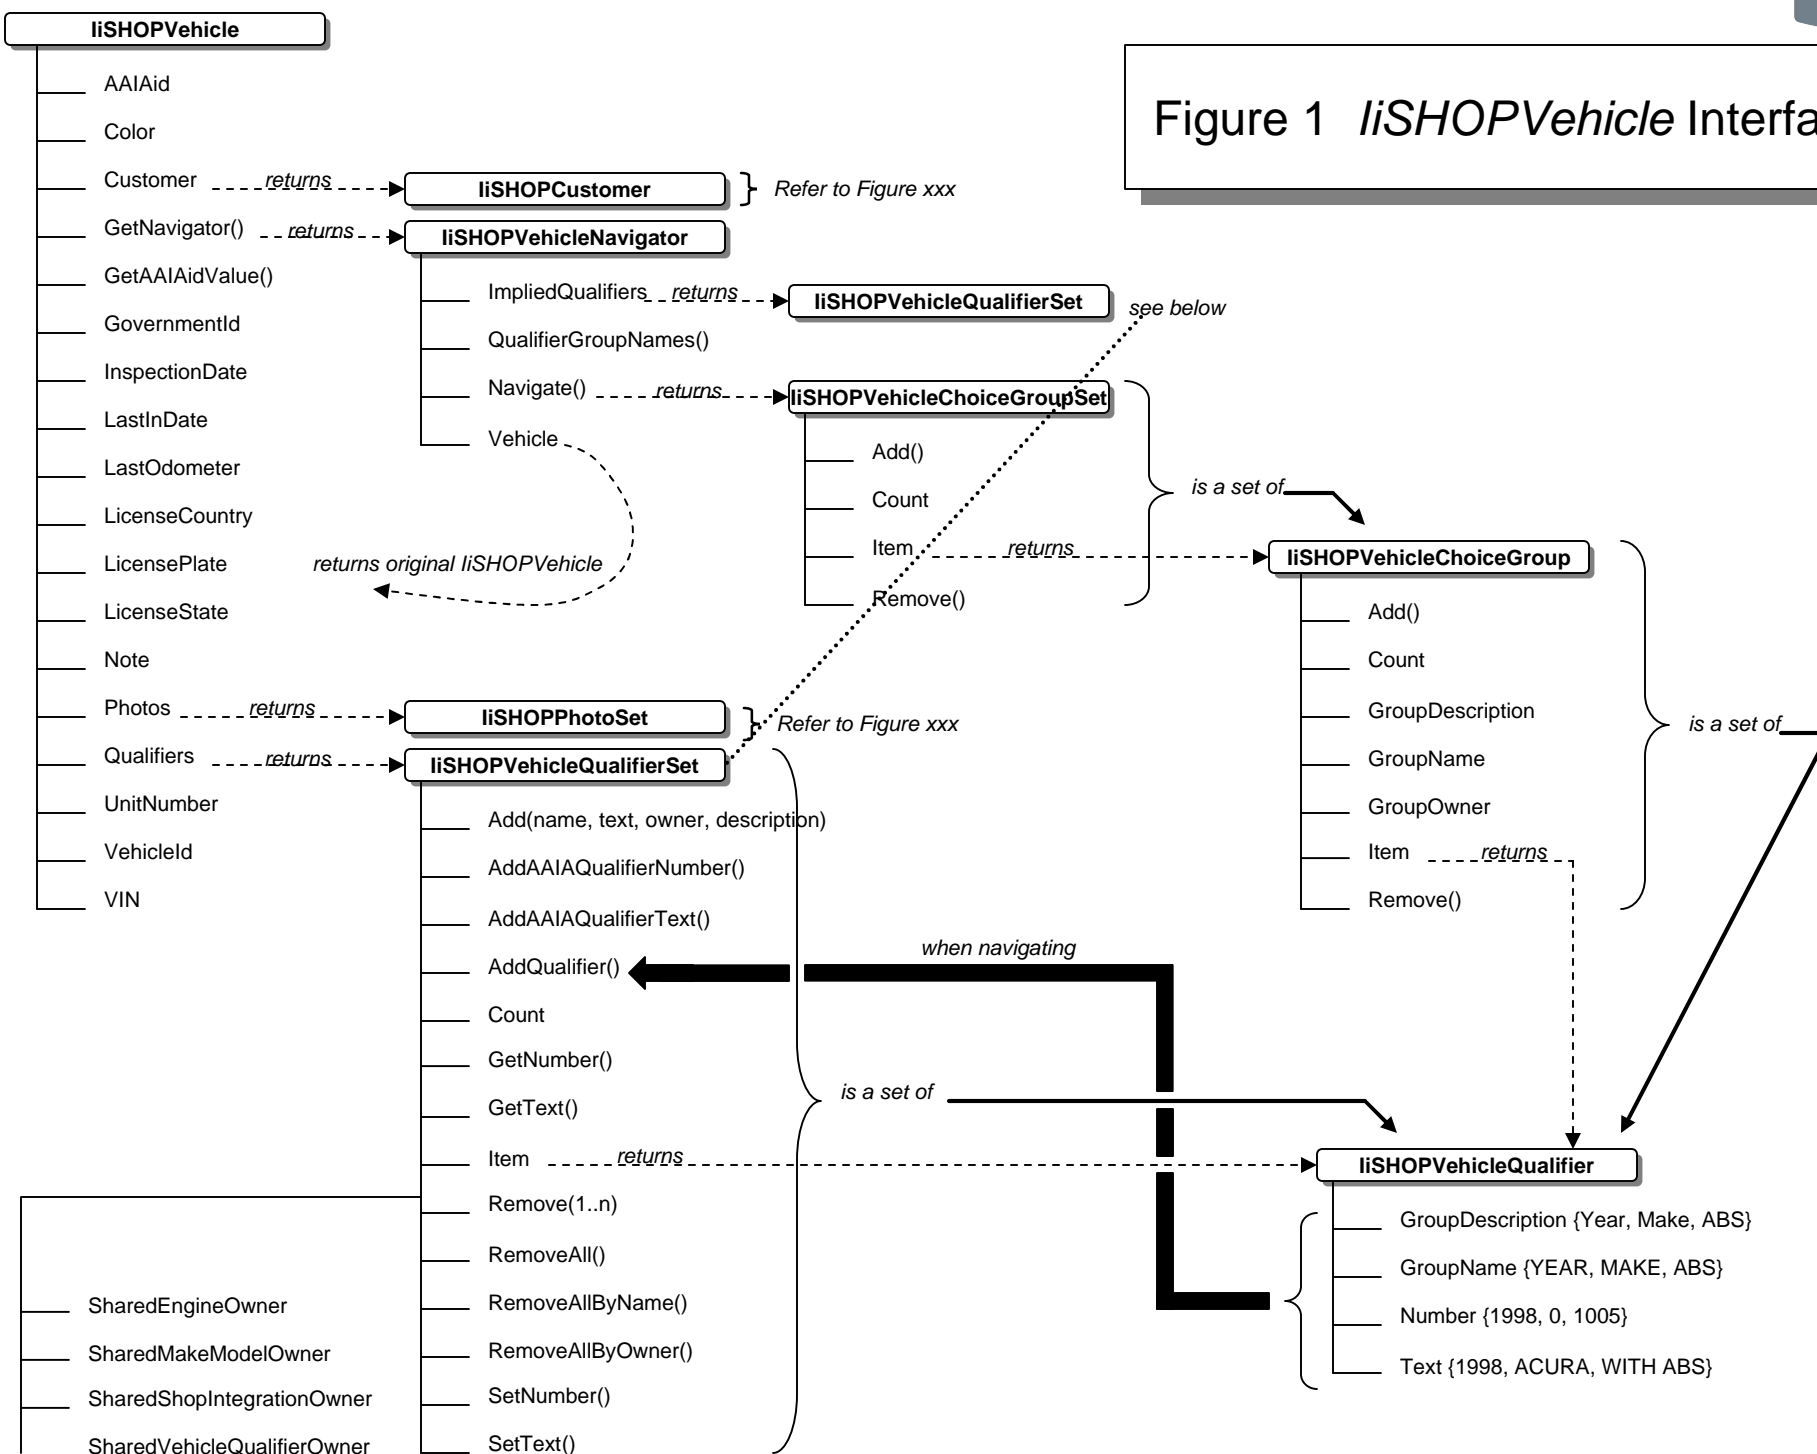 IiSHOPVehicle
Figure 1 IiSHOPVehicle Interfa
AAIAid
Color
Customer
returns
IiSHOPCustomer
Refer to Figure xxx
GetNavigator()
returns
IiSHOPVehicleNavigator
GetAAIAidValue()
GovernmentId
InspectionDate
LastInDate
LastOdometer
LicenseCountry
LicensePlate
LicenseState
Note
Photos
returns
IiSHOPPhotoSet
Refer to Figure xxx
Qualifiers
returns
IiSHOPVehicleQualifierSet
UnitNumber
VehicleId
VIN
ImpliedQualifiers
returns
IiSHOPVehicleQualifierSet
see below
QualifierGroupNames()
Navigate()
returns
IiSHOPVehicleChoiceGroupSet
Vehicle
returns original IiSHOPVehicle
Add()
Count
Item
returns
Remove()
is a set of
IiSHOPVehicleChoiceGroup
Add()
Count
GroupDescription
GroupName
GroupOwner
Item
returns
Remove()
is a set of
Add(name, text, owner, description)
AddAAIAQualifierNumber()
AddAAIAQualifierText()
AddQualifier()
when navigating
Count
GetNumber()
GetText()
is a set of
Item
returns
IiSHOPVehicleQualifier
Remove(1..n)
RemoveAll()
RemoveAllByName()
RemoveAllByOwner()
SetNumber()
SetText()
GroupDescription {Year, Make, ABS}
GroupName {YEAR, MAKE, ABS}
Number {1998, 0, 1005}
Text {1998, ACURA, WITH ABS}
SharedEngineOwner
SharedMakeModelOwner
SharedShopIntegrationOwner
SharedVehicleQualifierOwner